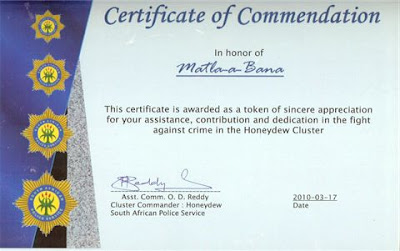 Certificate of Commendation
In honor of
Matla-a-Bana
This certificate is awarded as a token of sincere appreciation
for your assistance, contribution and dedication in the fight
against crime in the Honeydew Cluster
Reddy
Asst. Comm. O. D. Reddy
Cluster Commander : Honeydew
South African Police Service
2010-03-17
Date